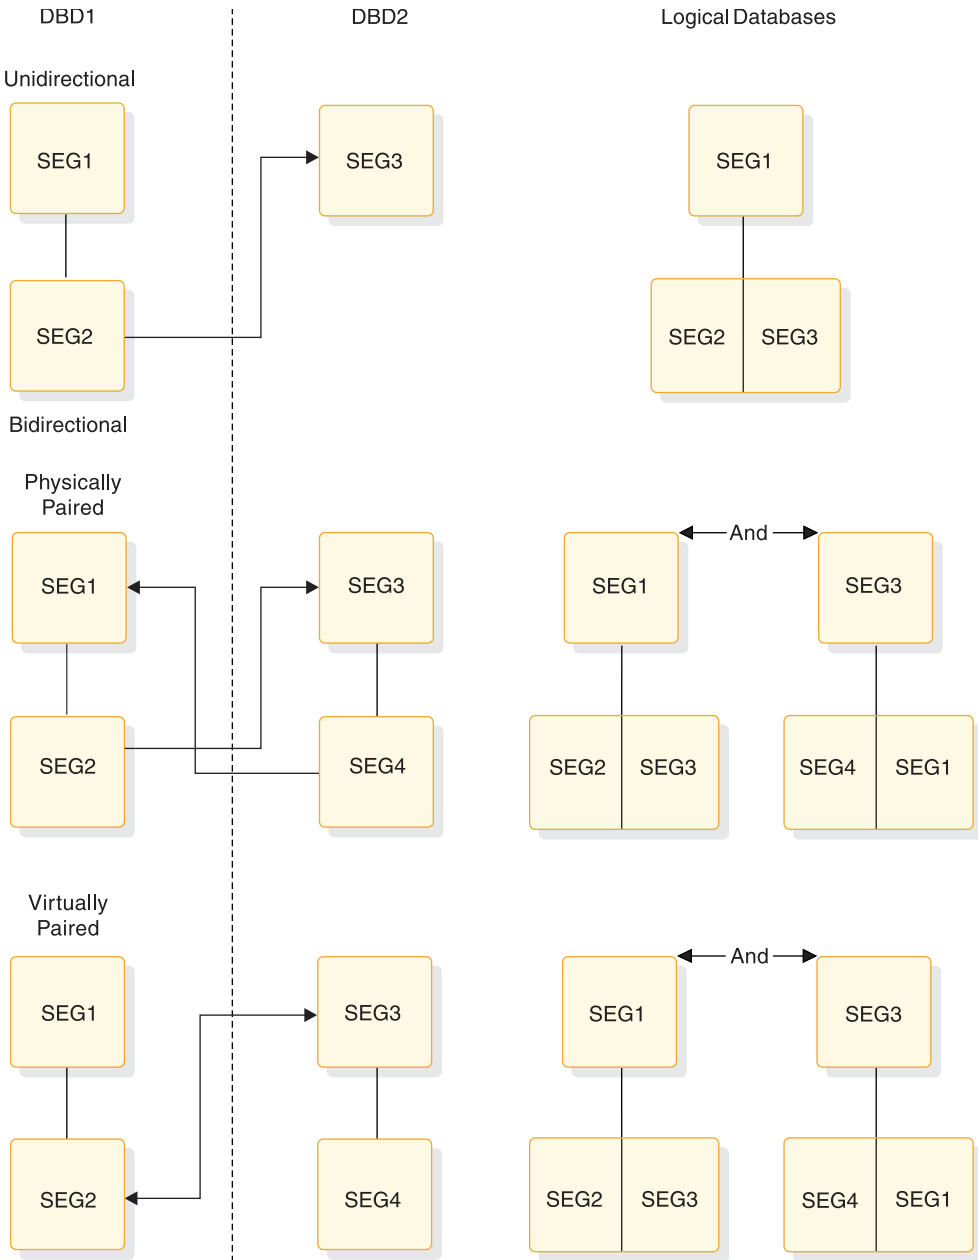 DBD1 DBD2 Logical Databases
Unidirectional
SEG1 SEG3 SEG1
SEG2 SEG2 SEG3
Bidirectional
Physically
Paired
And
SEG1 SEG3 SEG1 SEG3
SEG2 SEG4 SEG2 SEG3 SEG4 SEG1
Virtually
Paired
And
SEG1 SEG3 SEG1 SEG3
SEG2 SEG4 SEG2 SEG3 SEG4 SEG1